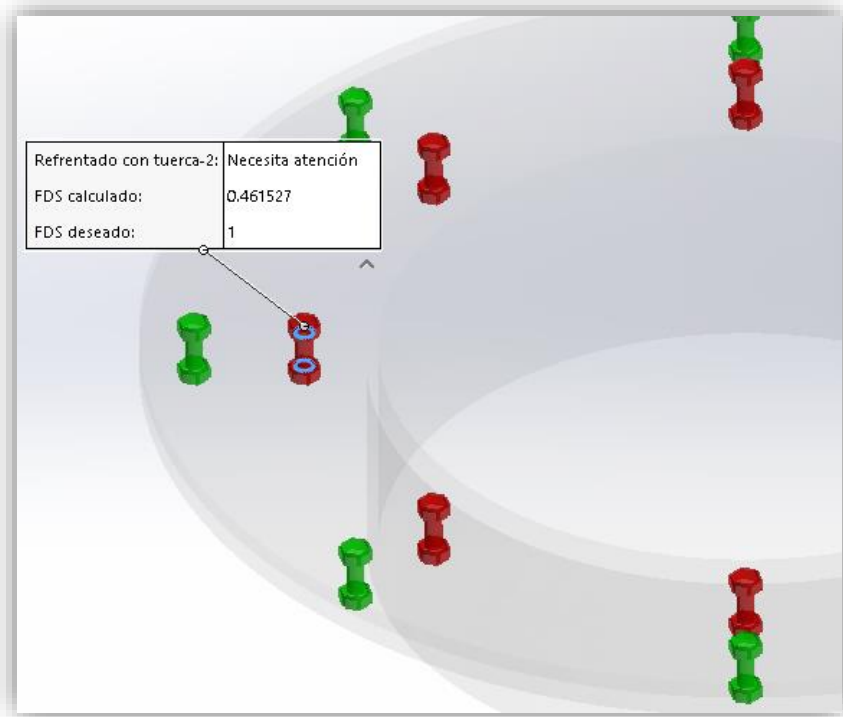 Refrentado con tuerca-2: Necesita atención
FDS calculado: 0.461527
FDS deseado: 1